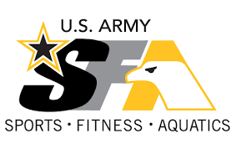 U.S. ARMY
SFA
SPORTS · FITNESS · AQUATICS